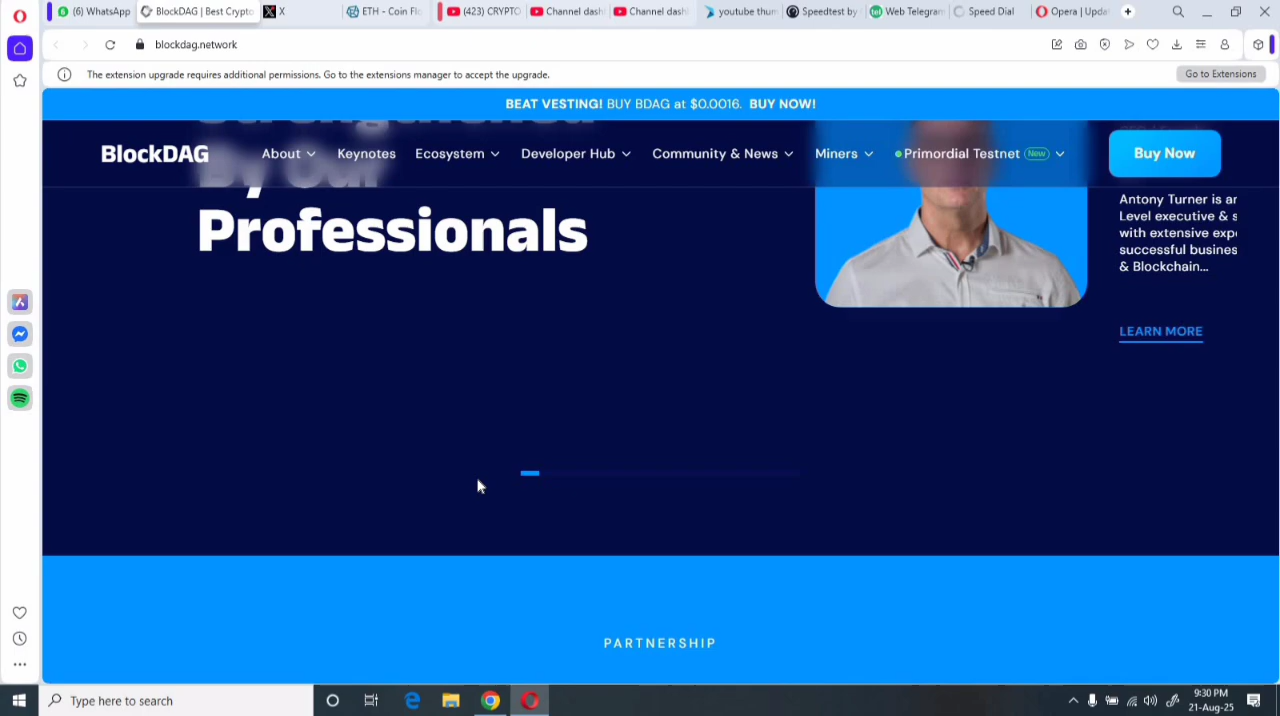 (6) WhatsApp
BlockDAG | Best Crypto
X
ETH - Coin Flo
(423) CRYPTO
Channel dash
Channel dash
youtube thum
Speedtest by
Web Telegram
Speed Dial
Opera | Upda
blockdag.network
The extension upgrade requires additional permissions. Go to the extensions manager to accept the upgrade.
Go to Extensions
BEAT VESTING! BUY BDAG at $0.0016. BUY NOW!
BlockDAG
About
Keynotes
Ecosystem
Developer Hub
Community & News
Miners
Primordial Testnet New
Buy Now
Strengthened
By Our
Professionals
Antony Turner is an
Level executive & s
with extensive expe
successful busines
& Blockchain...
LEARN MORE
PARTNERSHIP
Type here to search
9:30 PM
21-Aug-25